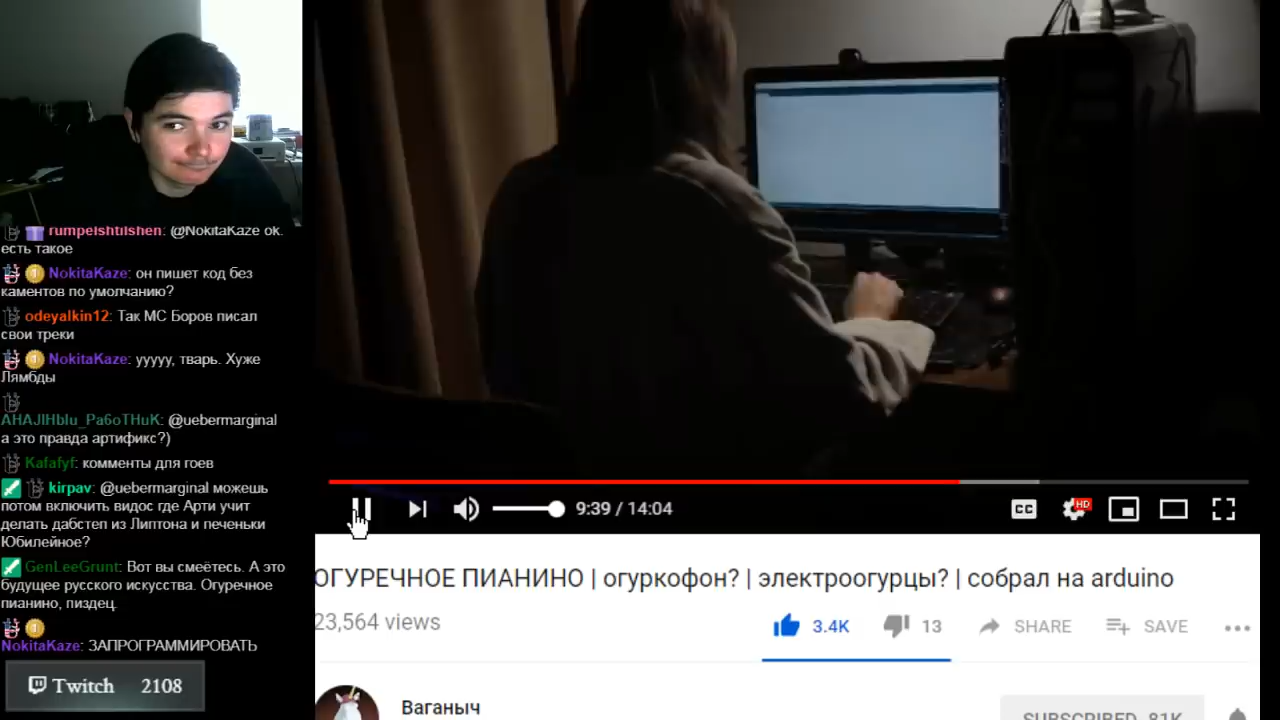 rumpelshtilshen: @NokitaKaze ok.
есть такое
NokitaKaze: он пишет код без
каментов по умолчанию?
odeyalkin12: Так МС Боров писал
свои треки
NokitaKaze: ууууу, тварь. Хуже
Лямбды
AHAJIHblu_Pa6oTHuK: @uebermarginal
а это правда артификс?)
Kafafyf: комменты для гоев
kirpav: @uebermarginal можешь
потом включить видос где Арти учит
делать дабстеп из Липтона и печеньки
Юбилейное?
GenLeeGrunt: Вот вы смеётесь. А это
будущее русского искусства. Огуречное
пианино, пиздец.
NokitaKaze: ЗАПРОГРАММИРОВАТЬ
Twitch 2108
9:39 / 14:04
CC
HD
ОГУРЕЧНОЕ ПИАНИНО | огуркофон? | электроогурцы? | собрал на arduino
23,564 views
3.4K
13
SHARE
SAVE
Ваганыч
SUBSCRIBED 81K